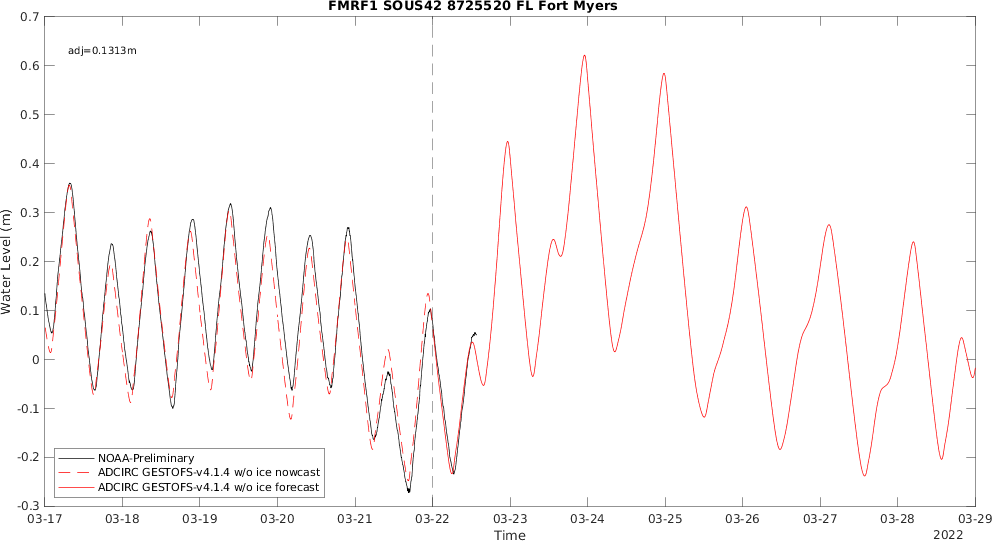 FMRF1 SOUS42 8725520 FL Fort Myers
0.7
adj=0.1313m
0.6
0.5
0.4
0.3
0.2
0.1
0
-0.1
-0.2
-0.3
Water Level (m)
NOAA-Preliminary
ADCIRC GESTOFS-v4.1.4 w/o ice nowcast
ADCIRC GESTOFS-v4.1.4 w/o ice forecast
03-17 03-18 03-19 03-20 03-21 03-22 03-23 03-24 03-25 03-26 03-27 03-28 03-29
Time
2022